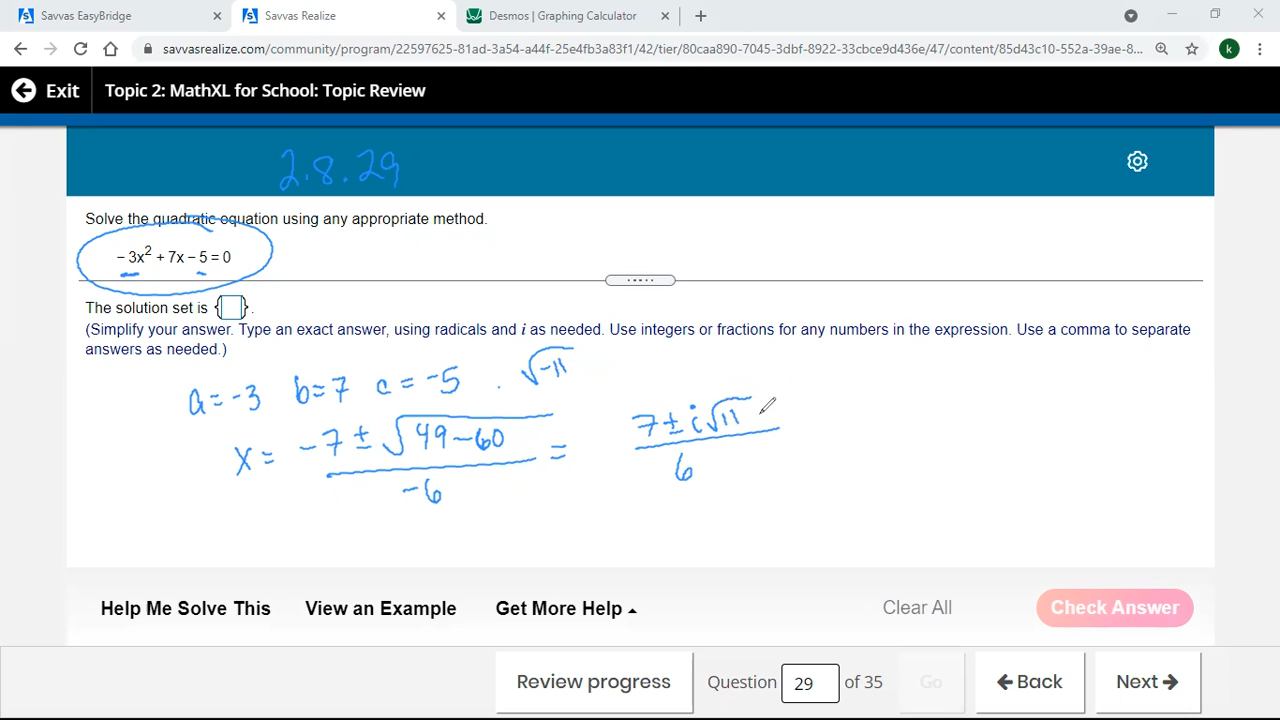 Savvas EasyBridge × Savvas Realize × Desmos | Graphing Calculator × +
savvasrealize.com/community/program/22597625-81ad-3a54-a44f-25e4fb3a83f1/42/tier/80caa890-7045-3dbf-8922-33cbce9d436e/47/content/85d43c10-552a-39ae-8... k
Exit Topic 2: MathXL for School: Topic Review
2.8.29
Solve the quadratic equation using any appropriate method.
− 3x² + 7x − 5 = 0
The solution set is { }.
(Simplify your answer. Type an exact answer, using radicals and i as needed. Use integers or fractions for any numbers in the expression. Use a comma to separate
answers as needed.)
a = -3 b = 7 c = -5 . √-11
x = -7 ± √49-60 = 7 ± i√11
-6 6
Help Me Solve This View an Example Get More Help Clear All Check Answer
Review progress Question 29 of 35 Go Back Next